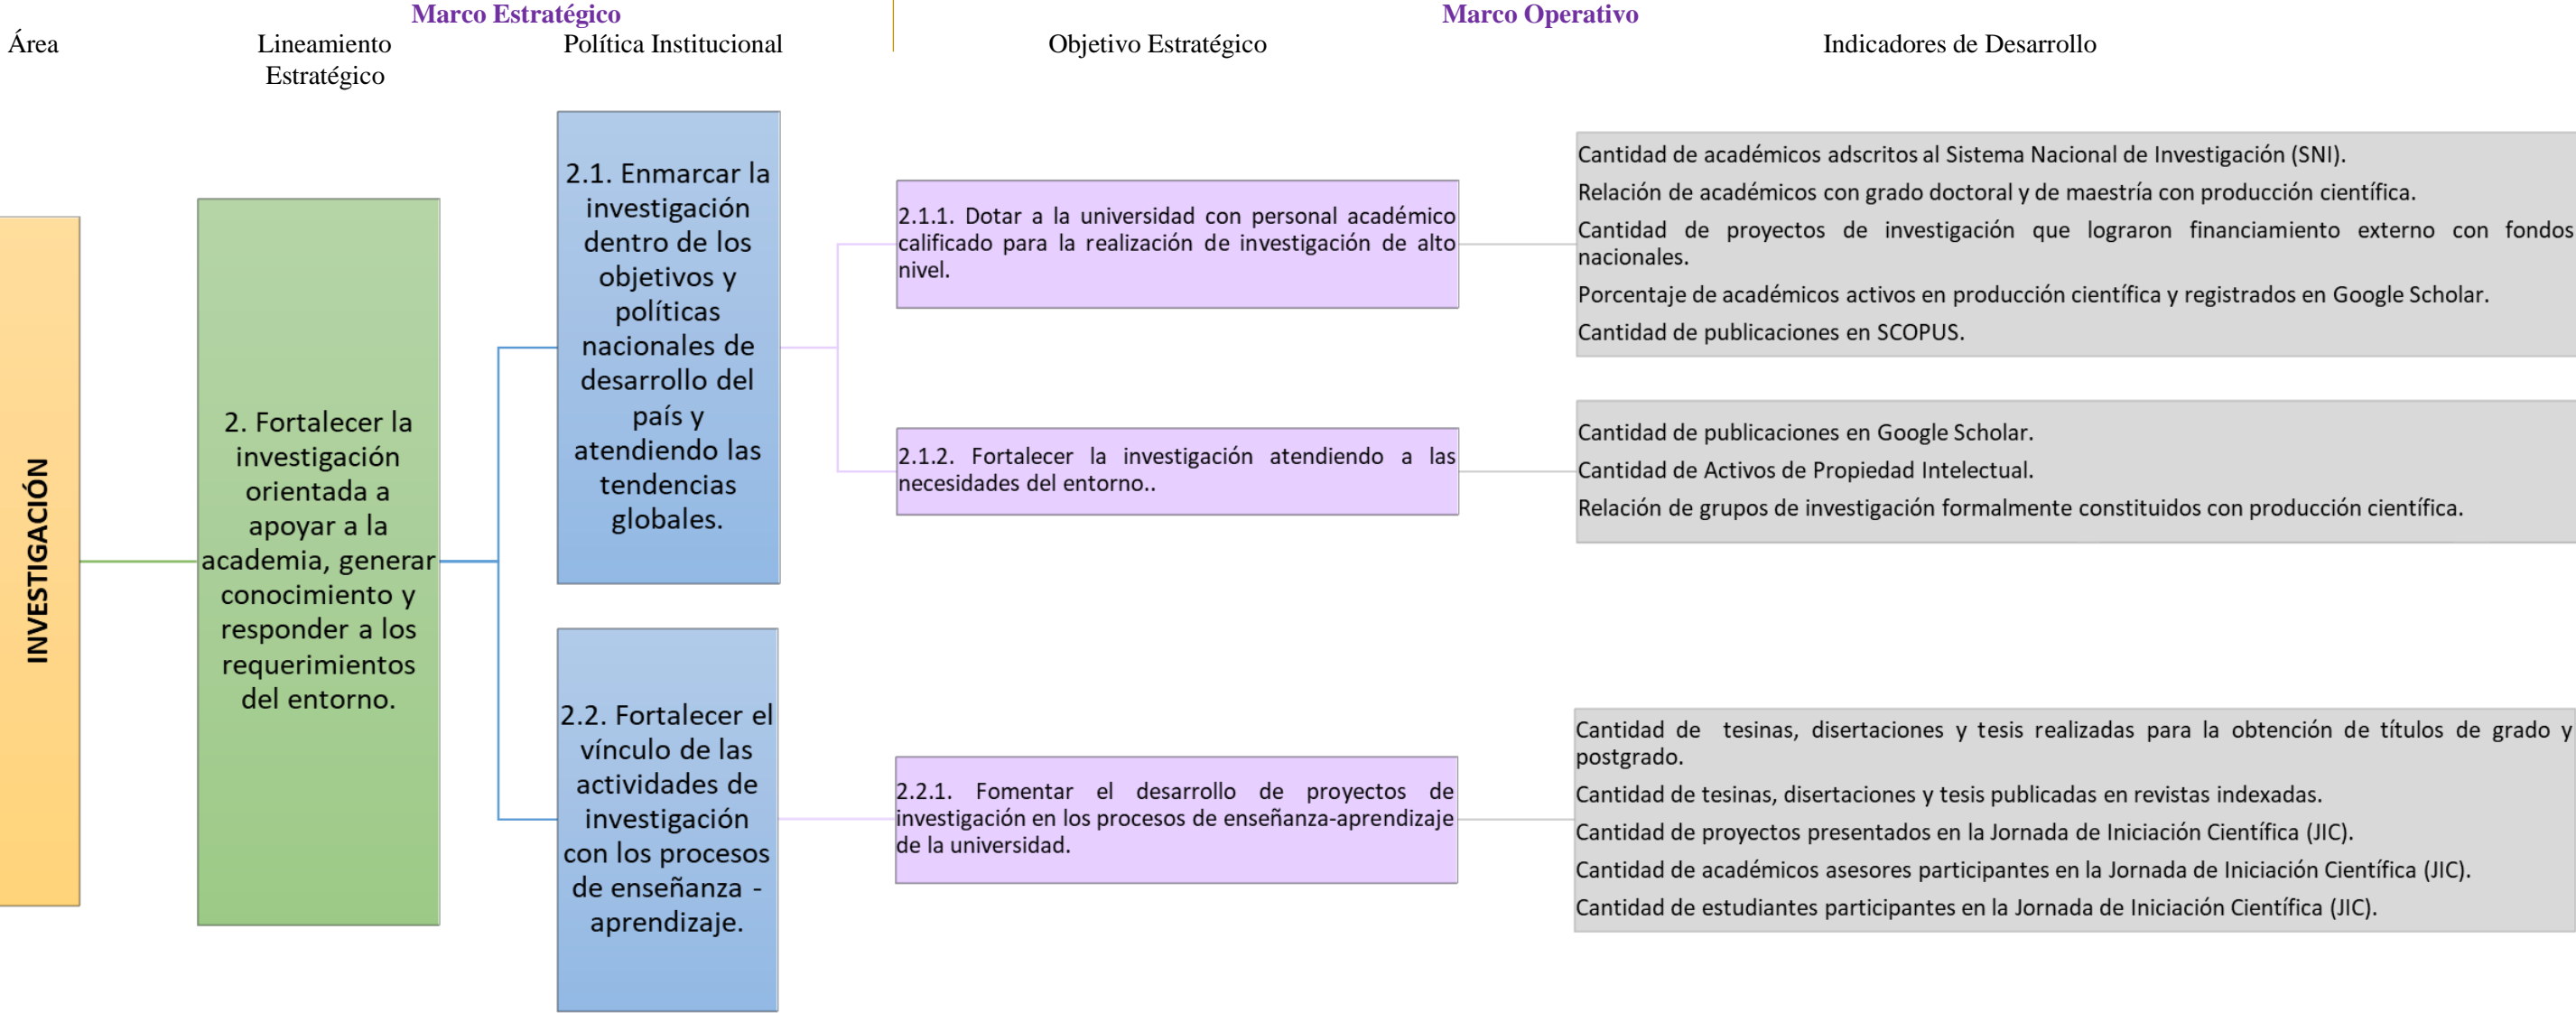 Marco Estratégico
Marco Operativo
Área
Lineamiento
Estratégico
Política Institucional
Objetivo Estratégico
Indicadores de Desarrollo
INVESTIGACIÓN
2. Fortalecer la
investigación
orientada a
apoyar a la
academia, generar
conocimiento y
responder a los
requerimientos
del entorno.
2.1. Enmarcar la
investigación
dentro de los
objetivos y
políticas
nacionales de
desarrollo del
país y
atendiendo las
tendencias
globales.
2.1.1. Dotar a la universidad con personal académico
calificado para la realización de investigación de alto
nivel.
Cantidad de académicos adscritos al Sistema Nacional de Investigación (SNI).
Relación de académicos con grado doctoral y de maestría con producción científica.
Cantidad de proyectos de investigación que lograron financiamiento externo con fondos
nacionales.
Porcentaje de académicos activos en producción científica y registrados en Google Scholar.
Cantidad de publicaciones en SCOPUS.
2.1.2. Fortalecer la investigación atendiendo a las
necesidades del entorno..
Cantidad de publicaciones en Google Scholar.
Cantidad de Activos de Propiedad Intelectual.
Relación de grupos de investigación formalmente constituidos con producción científica.
2.2. Fortalecer el
vínculo de las
actividades de
investigación
con los procesos
de enseñanza -
aprendizaje.
2.2.1. Fomentar el desarrollo de proyectos de
investigación en los procesos de enseñanza-aprendizaje
de la universidad.
Cantidad de tesinas, disertaciones y tesis realizadas para la obtención de títulos de grado y
postgrado.
Cantidad de tesinas, disertaciones y tesis publicadas en revistas indexadas.
Cantidad de proyectos presentados en la Jornada de Iniciación Científica (JIC).
Cantidad de académicos asesores participantes en la Jornada de Iniciación Científica (JIC).
Cantidad de estudiantes participantes en la Jornada de Iniciación Científica (JIC).